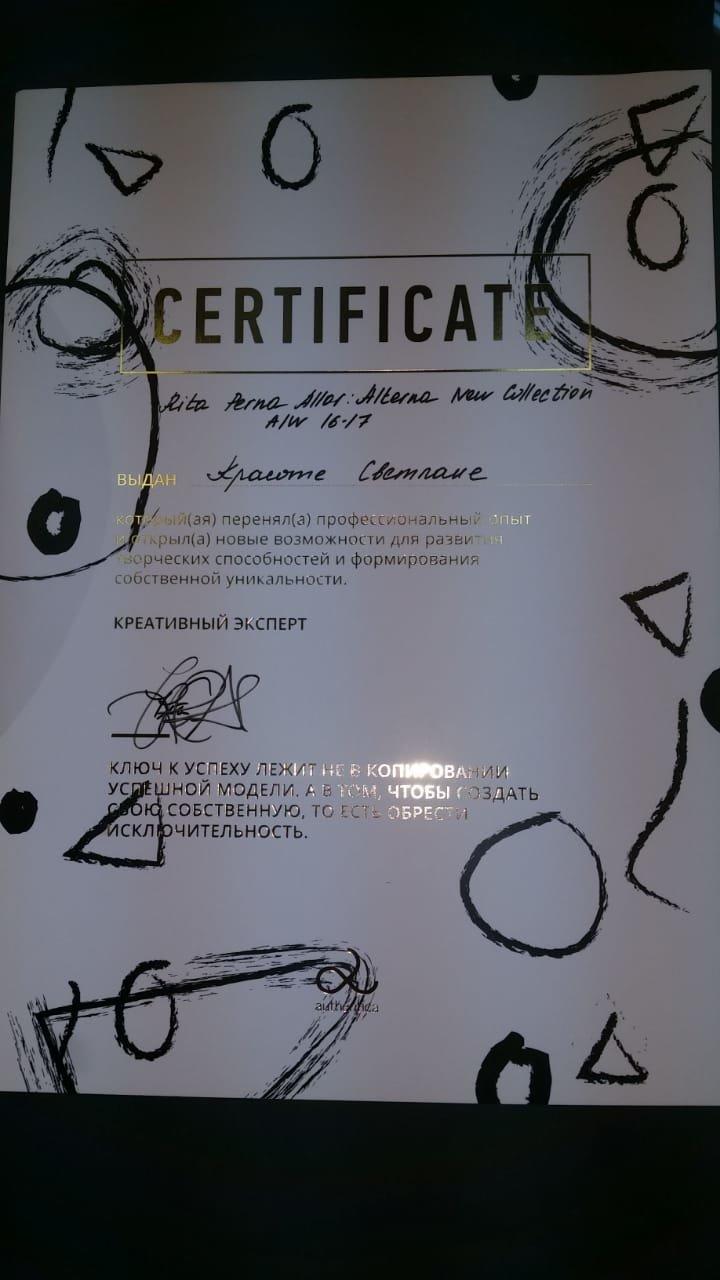 CERTIFICATE
Rita Perna Allar: Alterna New Collection
A/W 16-17
ВЫДАН Красоте Светлане
который(ая) перенял(а) профессиональный опыт
и открыл(а) новые возможности для развития
творческих способностей и формирования
собственной уникальности.
КРЕАТИВНЫЙ ЭКСПЕРТ
КЛЮЧ К УСПЕХУ ЛЕЖИТ НЕ В КОПИРОВАНИИ
УСПЕШНОЙ МОДЕЛИ. А В ТОМ, ЧТОБЫ СОЗДАТЬ
СВОЮ СОБСТВЕННУЮ, ТО ЕСТЬ ОБРЕСТИ
ИСКЛЮЧИТЕЛЬНОСТЬ.
authentica